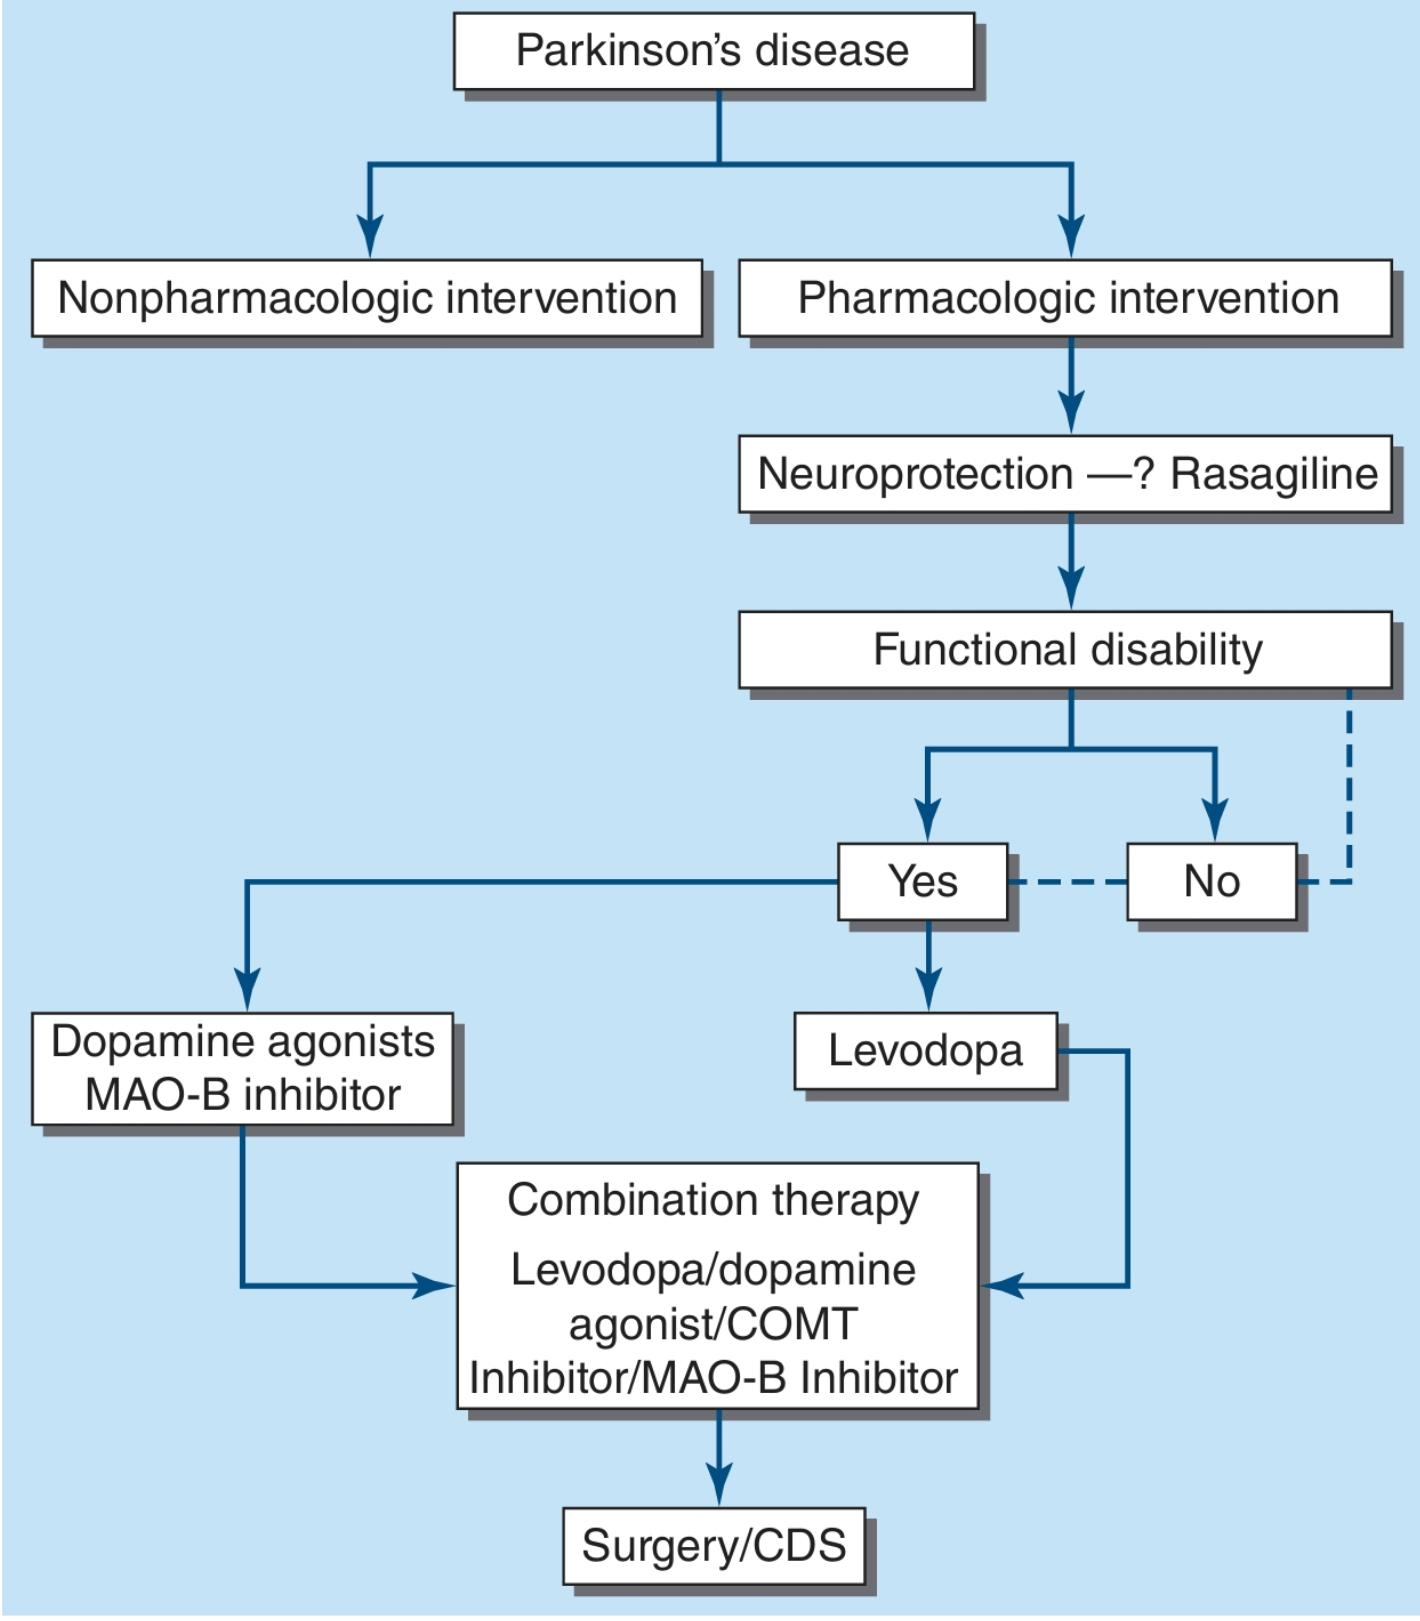 Parkinson’s disease
Nonpharmacologic intervention
Pharmacologic intervention
Neuroprotection —? Rasagiline
Functional disability
Yes
No
Dopamine agonists
MAO-B inhibitor
Levodopa
Combination therapy
Levodopa/dopamine
agonist/COMT
Inhibitor/MAO-B Inhibitor
Surgery/CDS